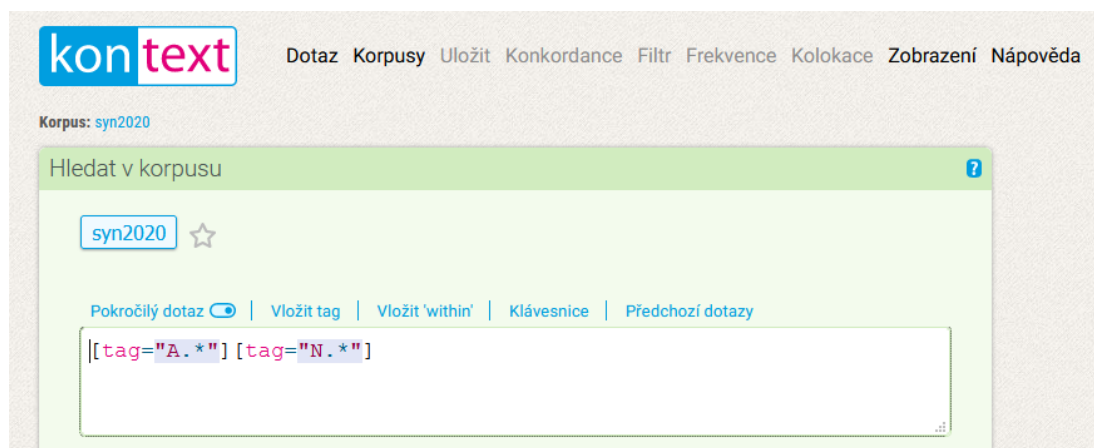 kontext
Dotaz Korpusy Uložit Konkordance Filtr Frekvence Kolokace Zobrazení Nápověda
Korpus: syn2020
Hledat v korpusu ?
syn2020
Pokročilý dotaz | Vložit tag | Vložit 'within' | Klávesnice | Předchozí dotazy
[tag="A.*"][tag="N.*"]